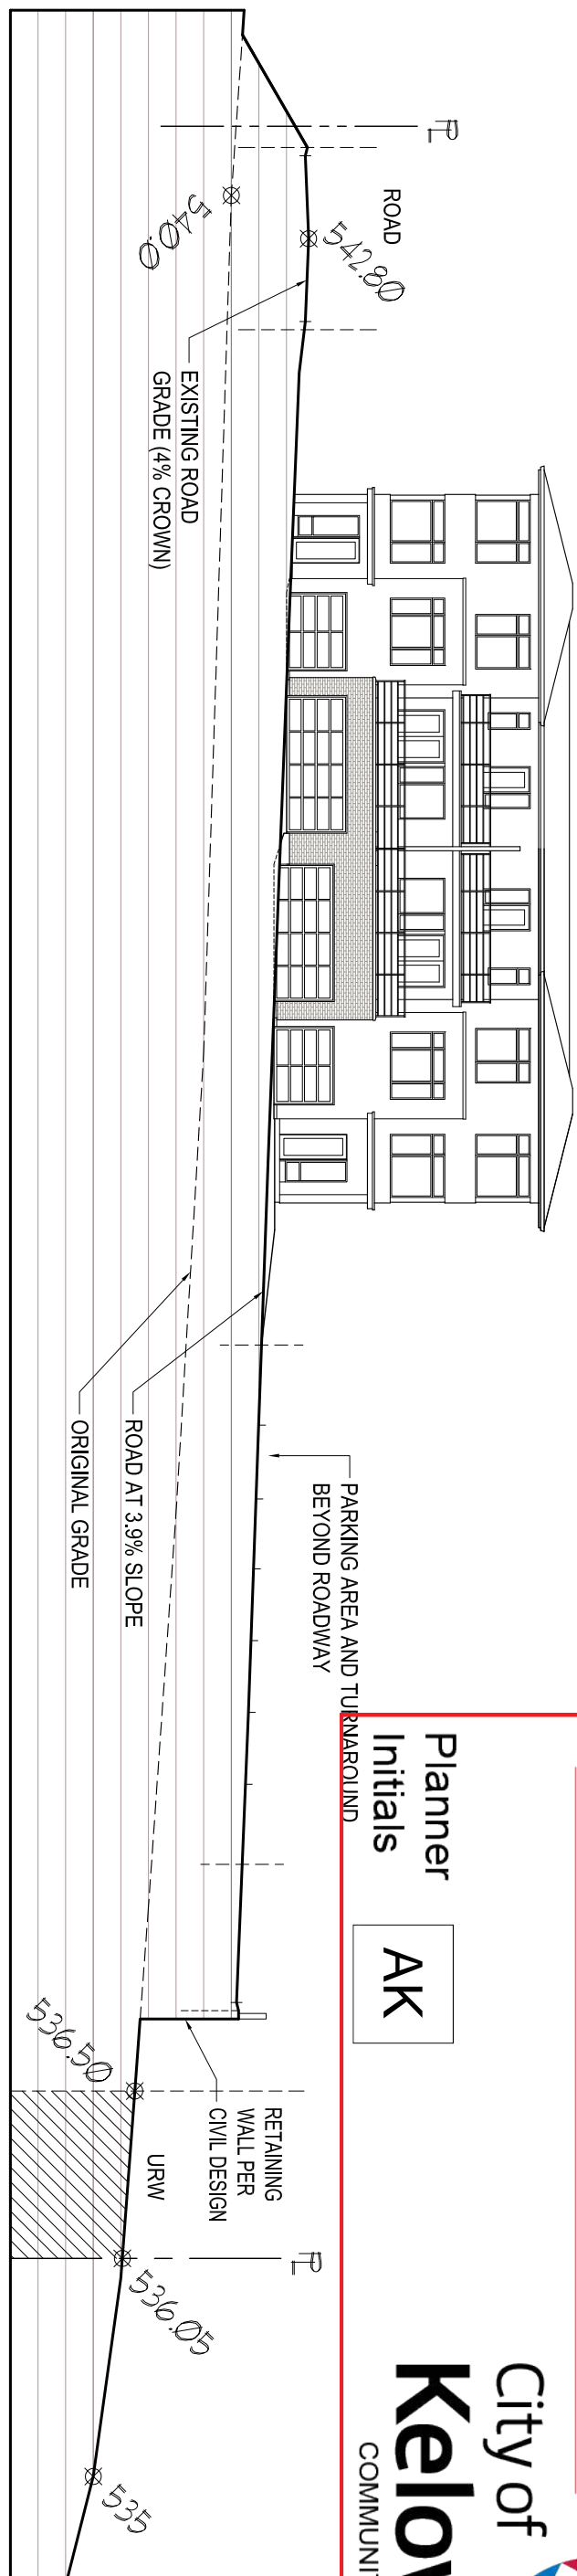 PL
ROAD
542.80
540.0
EXISTING ROAD
GRADE (4% CROWN)
PARKING AREA AND TURNAROUND
BEYOND ROADWAY
ROAD AT 3.9% SLOPE
ORIGINAL GRADE
RETAINING
WALL PER
CIVIL DESIGN
536.50
URW
PL
536.05
535
Planner
Initials
AK
City of